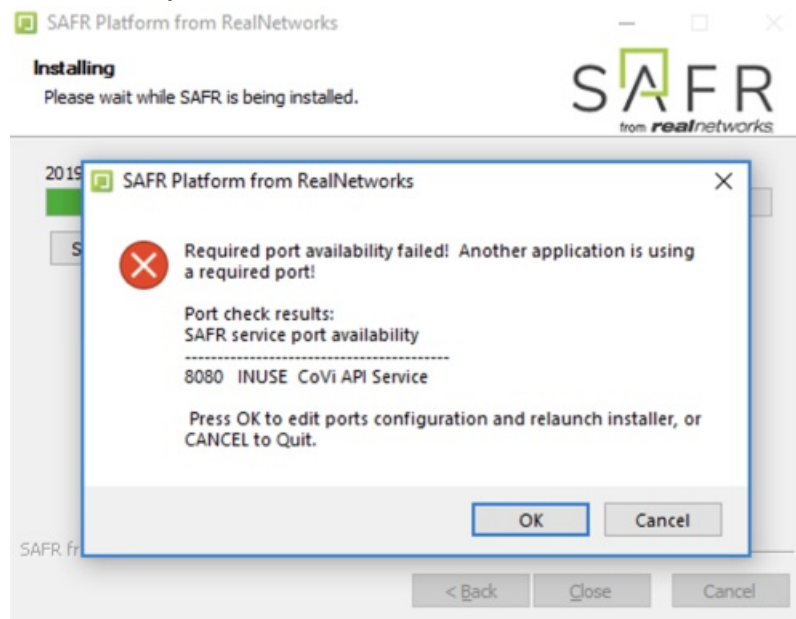 SAFR Platform from RealNetworks
Installing
Please wait while SAFR is being installed.
SAFR
from realnetworks
2019
SAFR Platform from RealNetworks
S
Required port availability failed! Another application is using
a required port!
Port check results:
SAFR service port availability
------------------------------------------
8080 INUSE CoVi API Service
Press OK to edit ports configuration and relaunch installer, or
CANCEL to Quit.
OK Cancel
SAFR fr
< Back Close Cancel